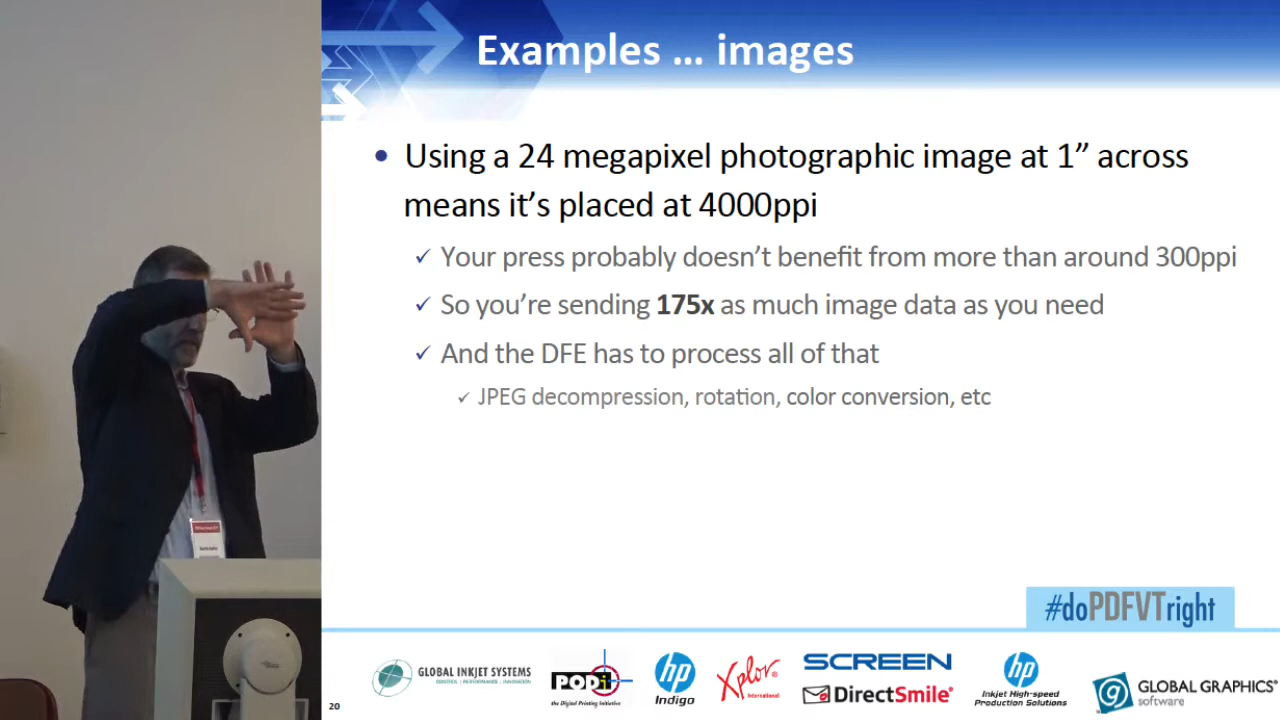 Examples … images
• Using a 24 megapixel photographic image at 1” across
means it’s placed at 4000ppi
✓ Your press probably doesn’t benefit from more than around 300ppi
✓ So you’re sending 175x as much image data as you need
✓ And the DFE has to process all of that
✓ JPEG decompression, rotation, color conversion, etc
#doPDFVTright
GLOBAL INKJET SYSTEMS
PODi
the Digital Printing Initiative
hp
Indigo
Xplor
International
SCREEN
DirectSmile
hp
Inkjet High-speed
Production Solutions
g
GLOBAL GRAPHICS®
software
20